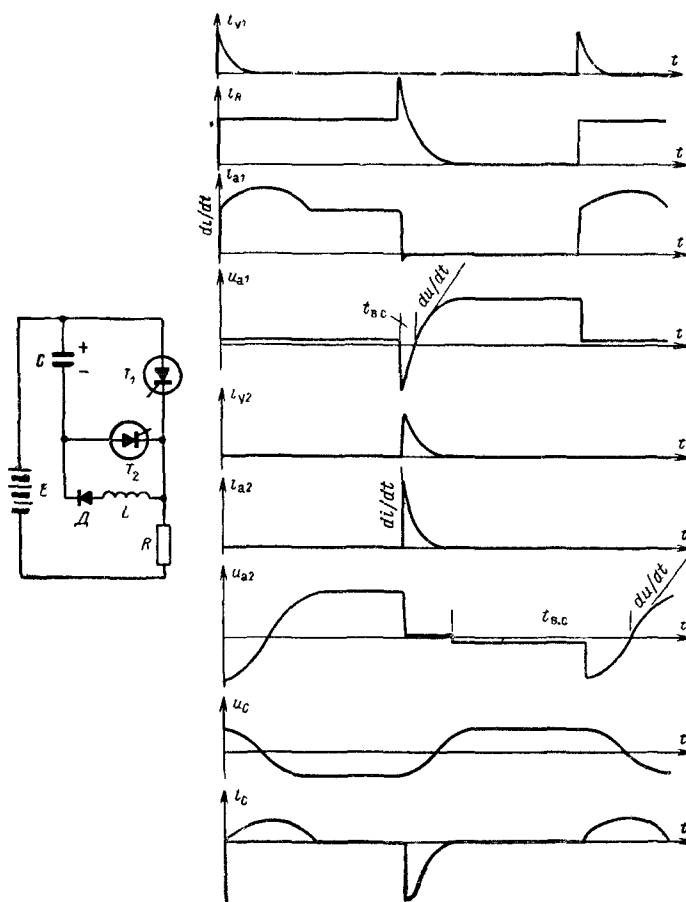 iу1
t
iR
t
ia1
di/dt
t
uа1
tв.с
du/dt
t
C
+
-
T1
T2
E
Д
L
R
iу2
t
ia2
di/dt
t
ua2
tв.с
du/dt
t
uC
t
iC
t